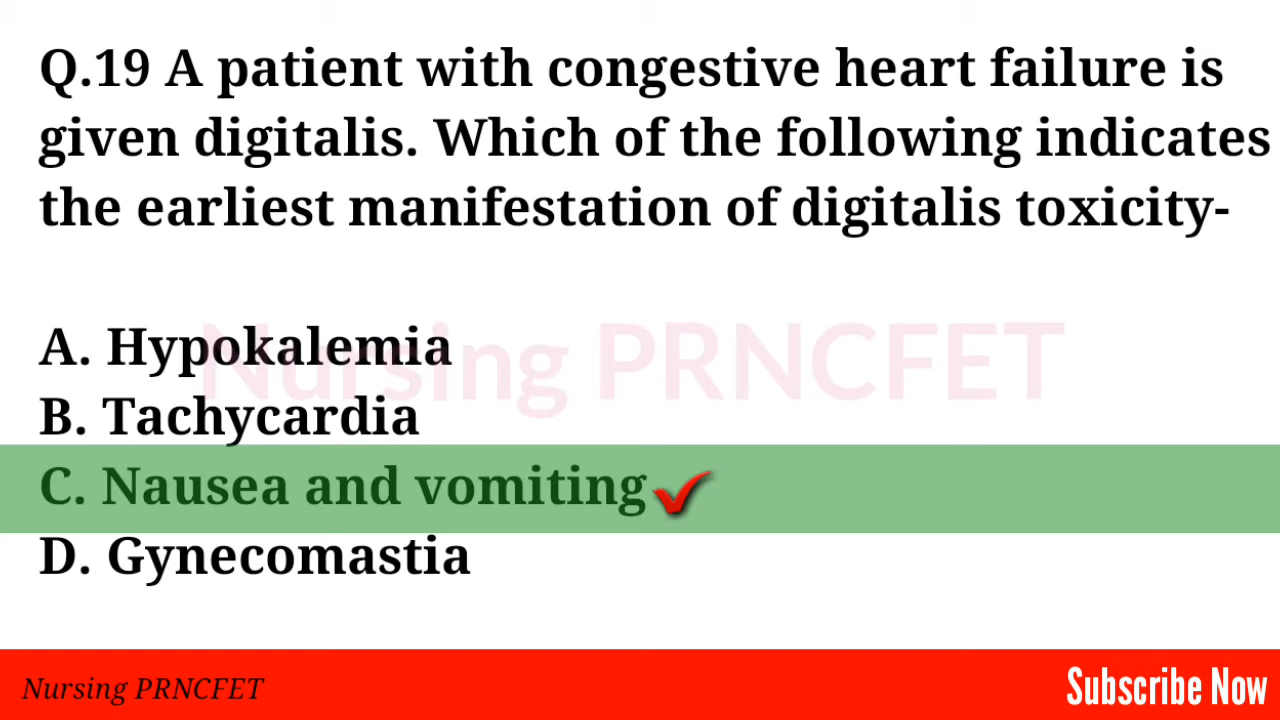 Q.19 A patient with congestive heart failure is
given digitalis. Which of the following indicates
the earliest manifestation of digitalis toxicity-
Nursing PRNCFET
A. Hypokalemia
B. Tachycardia
C. Nausea and vomiting
D. Gynecomastia
Nursing PRNCFET
Subscribe Now